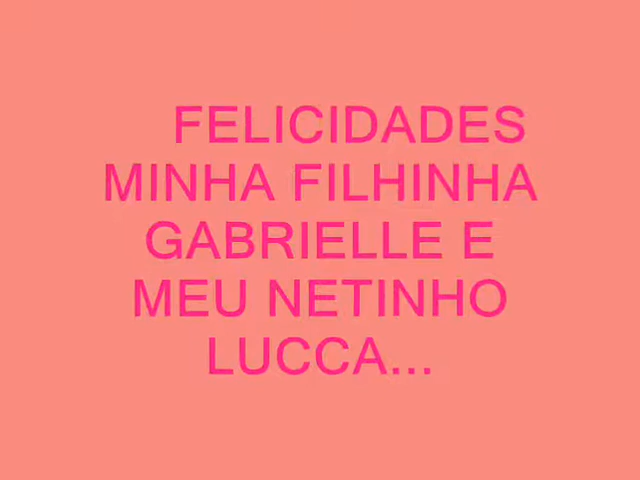 FELICIDADES
MINHA FILHINHA
GABRIELLE E
MEU NETINHO
LUCCA...